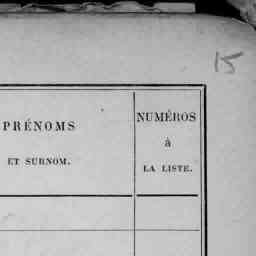 15
PRÉNOMS
ET SURNOM.
NUMÉROS
à
LA LISTE.